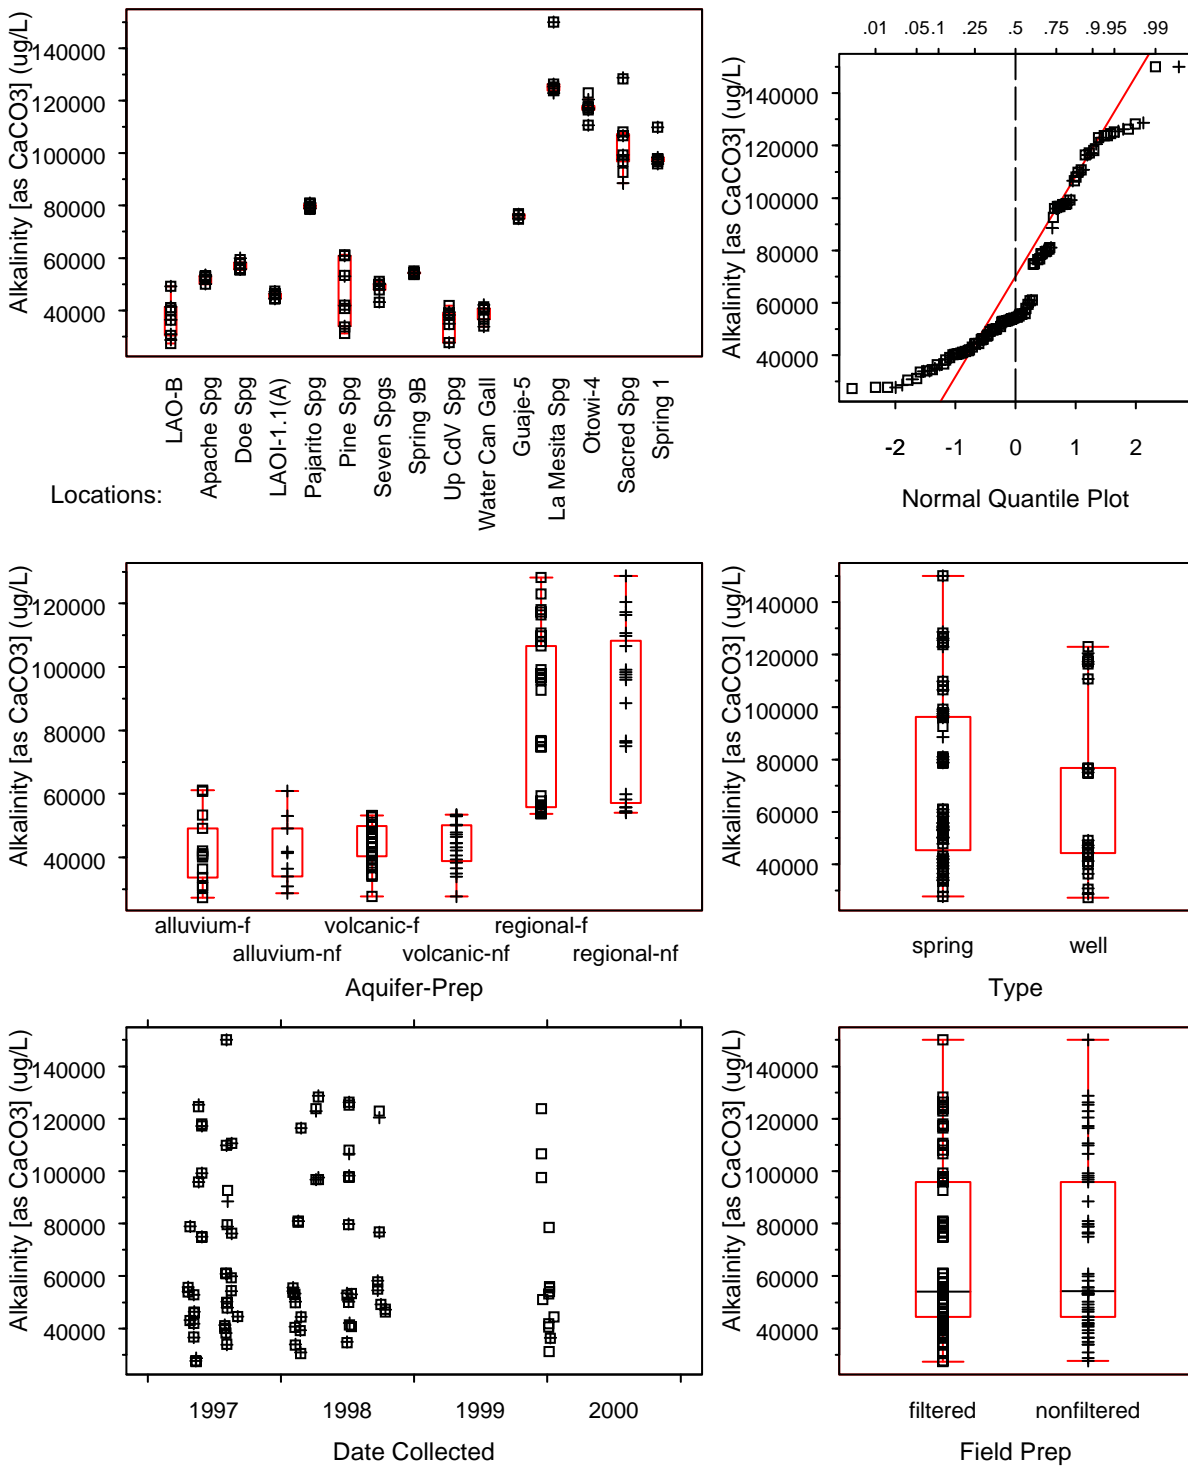 Alkalinity [as CaCO3] (ug/L)
140000
120000
100000
80000
60000
40000
LAO-B
Apache Spg
Doe Spg
LAOI-1.1(A)
Pajarito Spg
Pine Spg
Seven Spgs
Spring 9B
Up CdV Spg
Water Can Gall
Guaje-5
La Mesita Spg
Otowi-4
Sacred Spg
Spring 1
Locations:
.01 .05 .1 .25 .5 .75 .9 .95 .99
Alkalinity [as CaCO3] (ug/L)
140000
120000
100000
80000
60000
40000
-2 -1 0 1 2
Normal Quantile Plot
Alkalinity [as CaCO3] (ug/L)
120000
100000
80000
60000
40000
alluvium-f volcanic-f regional-f
alluvium-nf volcanic-nf regional-nf
Aquifer-Prep
Alkalinity [as CaCO3] (ug/L)
140000
120000
100000
80000
60000
40000
spring well
Type
Alkalinity [as CaCO3] (ug/L)
140000
120000
100000
80000
60000
40000
1997 1998 1999 2000
Date Collected
Alkalinity [as CaCO3] (ug/L)
140000
120000
100000
80000
60000
40000
filtered nonfiltered
Field Prep